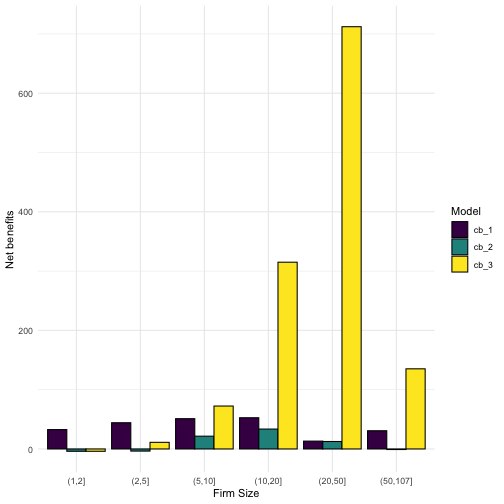 600
400
200
0
Net benefits
(1,2]
(2,5]
(5,10]
(10,20]
(20,50]
(50,107]
Firm Size
Model
cb_1
cb_2
cb_3